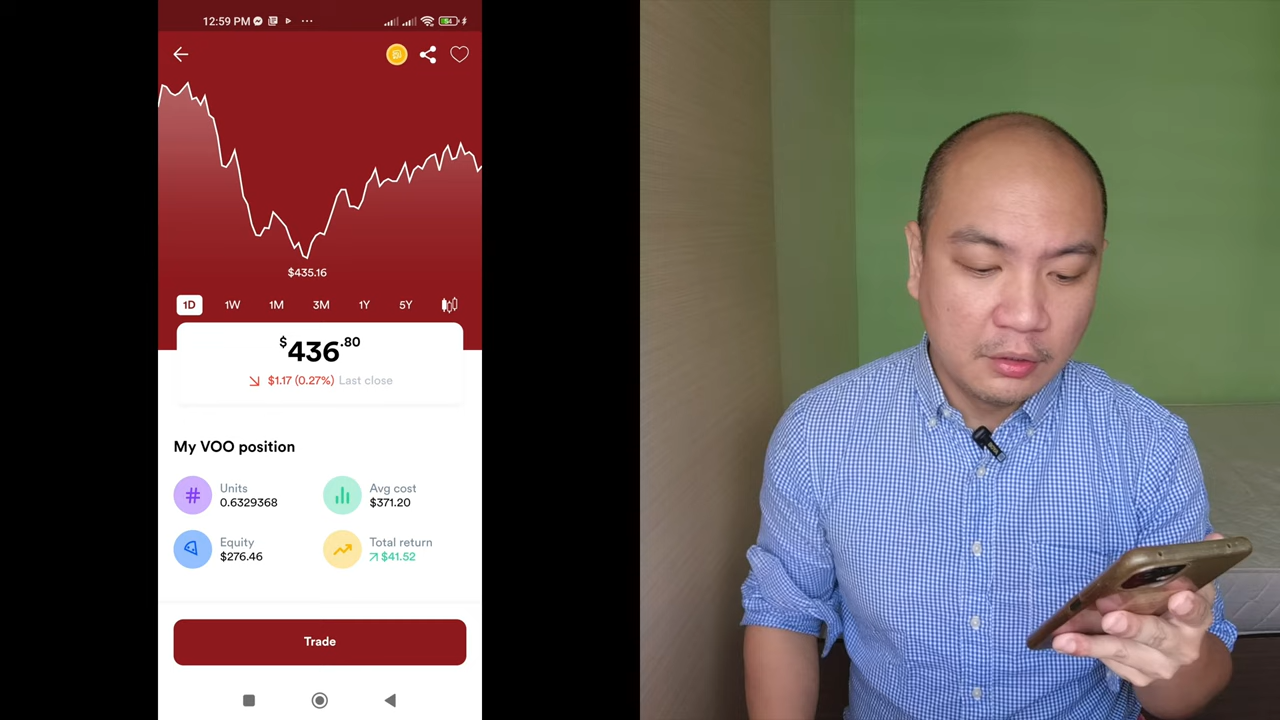 12:59 PM ...
54
$435.16
1D 1W 1M 3M 1Y 5Y
$436.80
$1.17 (0.27%) Last close
My VOO position
Units Avg cost
0.6329368 $371.20
Equity Total return
$276.46 $41.52
Trade